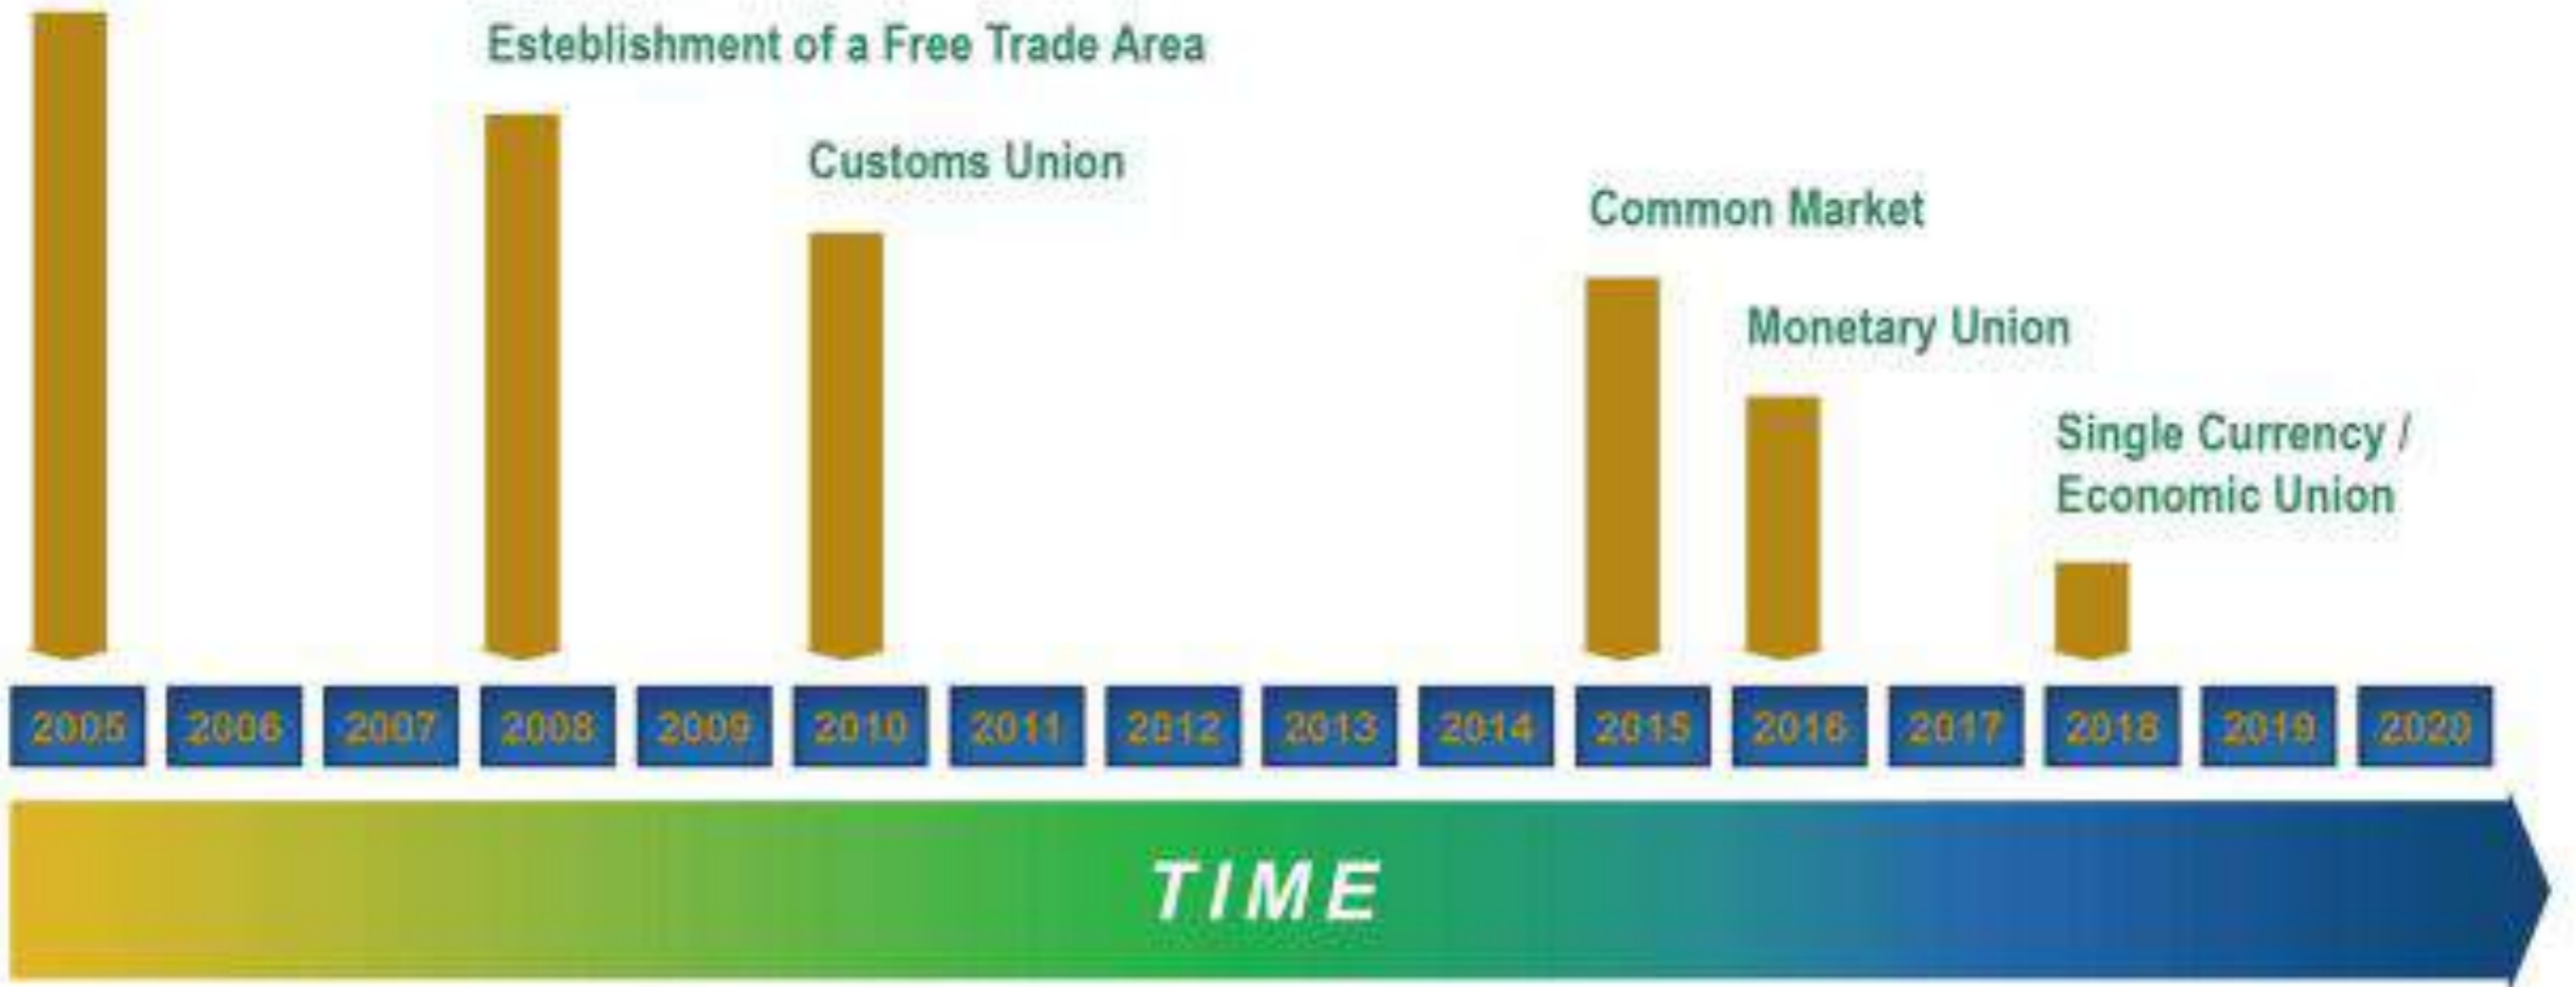 Esteblishment of a Free Trade Area
Customs Union
Common Market
Monetary Union
Single Currency /
Economic Union
2005 2006 2007 2008 2009 2010 2011 2012 2013 2014 2015 2016 2017 2018 2019 2020
TIME